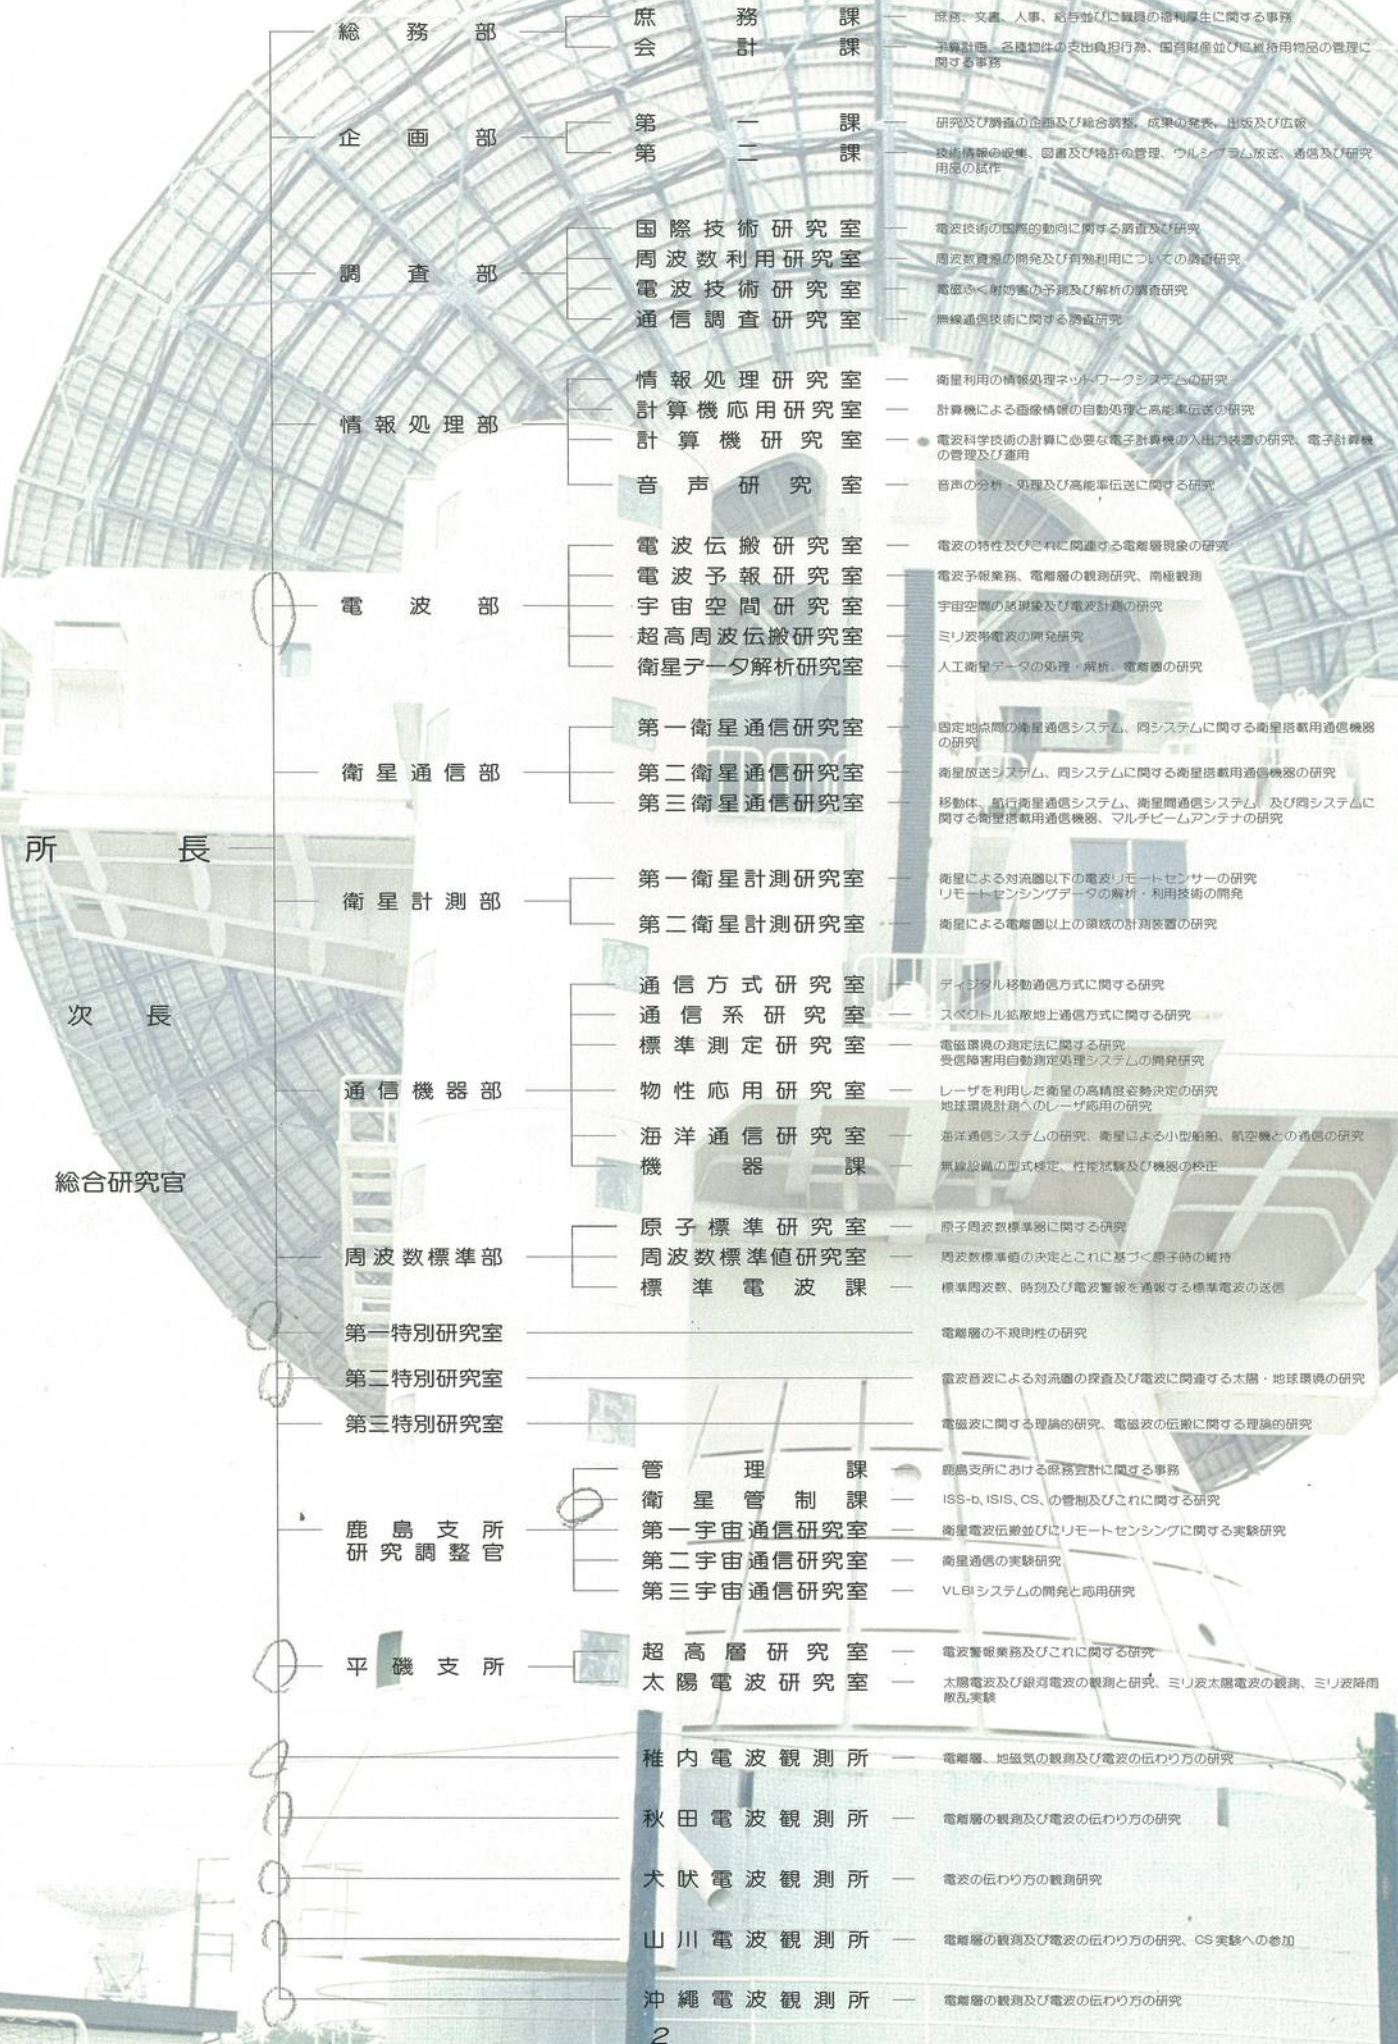 総務部
庶務課
庶務、文書、人事、給与並びに職員の福利厚生に関する事務
会計課
予算計画、各種物件の支出負担行為、国有財産並びに維持用物品の管理に
関する事務
企画部
第一課
研究及び調査の企画及び総合調整、成果の発表、出版及び広報
第二課
技術情報の収集、図書及び特許の管理、ウルシグラム放送、通信及び研究
用品の試作
調査部
国際技術研究室
電波技術の国際的動向に関する調査及び研究
周波数利用研究室
周波数資源の開発及び有効利用についての調査研究
電波技術研究室
電磁ふく射妨害の予測及び解析の調査研究
通信調査研究室
無線通信技術に関する調査研究
情報処理部
情報処理研究室
衛星利用の情報処理ネットワークシステムの研究
計算機応用研究室
計算機による画像情報の自動処理と高能率伝送の研究
計算機研究室
電波科学技術の計算に必要な電子計算機の入出力装置の研究、電子計算機
の管理及び運用
音声研究室
音声の分析・処理及び高能率伝送に関する研究
電波部
電波伝搬研究室
電波の特性及びこれに関連する電離層現象の研究
電波予報研究室
電波予報業務、電離層の観測研究、南極観測
宇宙空間研究室
宇宙空間の諸現象及び電波計測の研究
超高周波伝搬研究室
ミリ波帯電波の開発研究
衛星データ解析研究室
人工衛星データの処理・解析、電離圏の研究
衛星通信部
第一衛星通信研究室
固定地点間の衛星通信システム、同システムに関する衛星搭載用通信機器
の研究
第二衛星通信研究室
衛星放送システム、同システムに関する衛星搭載用通信機器の研究
第三衛星通信研究室
移動体、航行衛星通信システム、衛星間通信システム、及び同システムに
関する衛星搭載用通信機器、マルチビームアンテナの研究
所長
衛星計測部
第一衛星計測研究室
衛星による対流圏以下の電波リモートセンサーの研究
リモートセンシングデータの解析・利用技術の開発
第二衛星計測研究室
衛星による電離圏以上の領域の計測装置の研究
次長
通信機器部
通信方式研究室
ディジタル移動通信方式に関する研究
通信系研究室
スペクトル拡散地上通信方式に関する研究
標準測定研究室
電磁環境の測定法に関する研究
受信障害用自動測定処理システムの開発研究
物性応用研究室
レーザを利用した衛星の高精度姿勢決定の研究
地球環境計測へのレーザ応用の研究
海洋通信研究室
海洋通信システムの研究、衛星による小型船舶、航空機との通信の研究
機器課
無線設備の型式検定、性能試験及び機器の校正
総合研究官
周波数標準部
原子標準研究室
原子周波数標準器に関する研究
周波数標準値研究室
周波数標準値の決定とこれに基づく原子時の維持
標準電波課
標準周波数、時刻及び電波警報を通報する標準電波の送信
第一特別研究室
電離層の不規則性の研究
第二特別研究室
電波音波による対流圏の探査及び電波に関連する太陽・地球環境の研究
第三特別研究室
電磁波に関する理論的研究、電磁波の伝搬に関する理論的研究
鹿島支所
研究調整官
管理課
鹿島支所における庶務会計に関する事務
衛星管制課
ISS-b、ISIS、CS、の管制及びこれに関する研究
第一宇宙通信研究室
衛星電波伝搬並びにリモートセンシングに関する実験研究
第二宇宙通信研究室
衛星通信の実験研究
第三宇宙通信研究室
VLBIシステムの開発と応用研究
平磯支所
超高層研究室
電波警報業務及びこれに関する研究
太陽電波研究室
太陽電波及び銀河電波の観測と研究、ミリ波太陽電波の観測、ミリ波降雨
散乱実験
稚内電波観測所
電離層、地磁気の観測及び電波の伝わり方の研究
秋田電波観測所
電離層の観測及び電波の伝わり方の研究
犬吠電波観測所
電波の伝わり方の観測研究
山川電波観測所
電離層の観測及び電波の伝わり方の研究、CS実験への参加
沖縄電波観測所
電離層の観測及び電波の伝わり方の研究
2